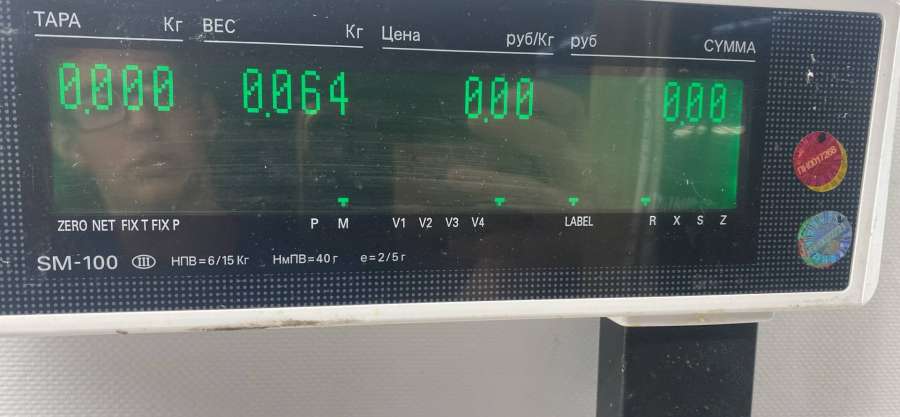 ТАРА Кг ВЕС Кг Цена руб/Кг руб СУММА
0.000 0.064 0.00 0.00
ZERO NET FIX T FIX P P M V1 V2 V3 V4 LABEL R X S Z
SM-100 III НПВ=6/15 Кг НмПВ=40 г e=2/5 г